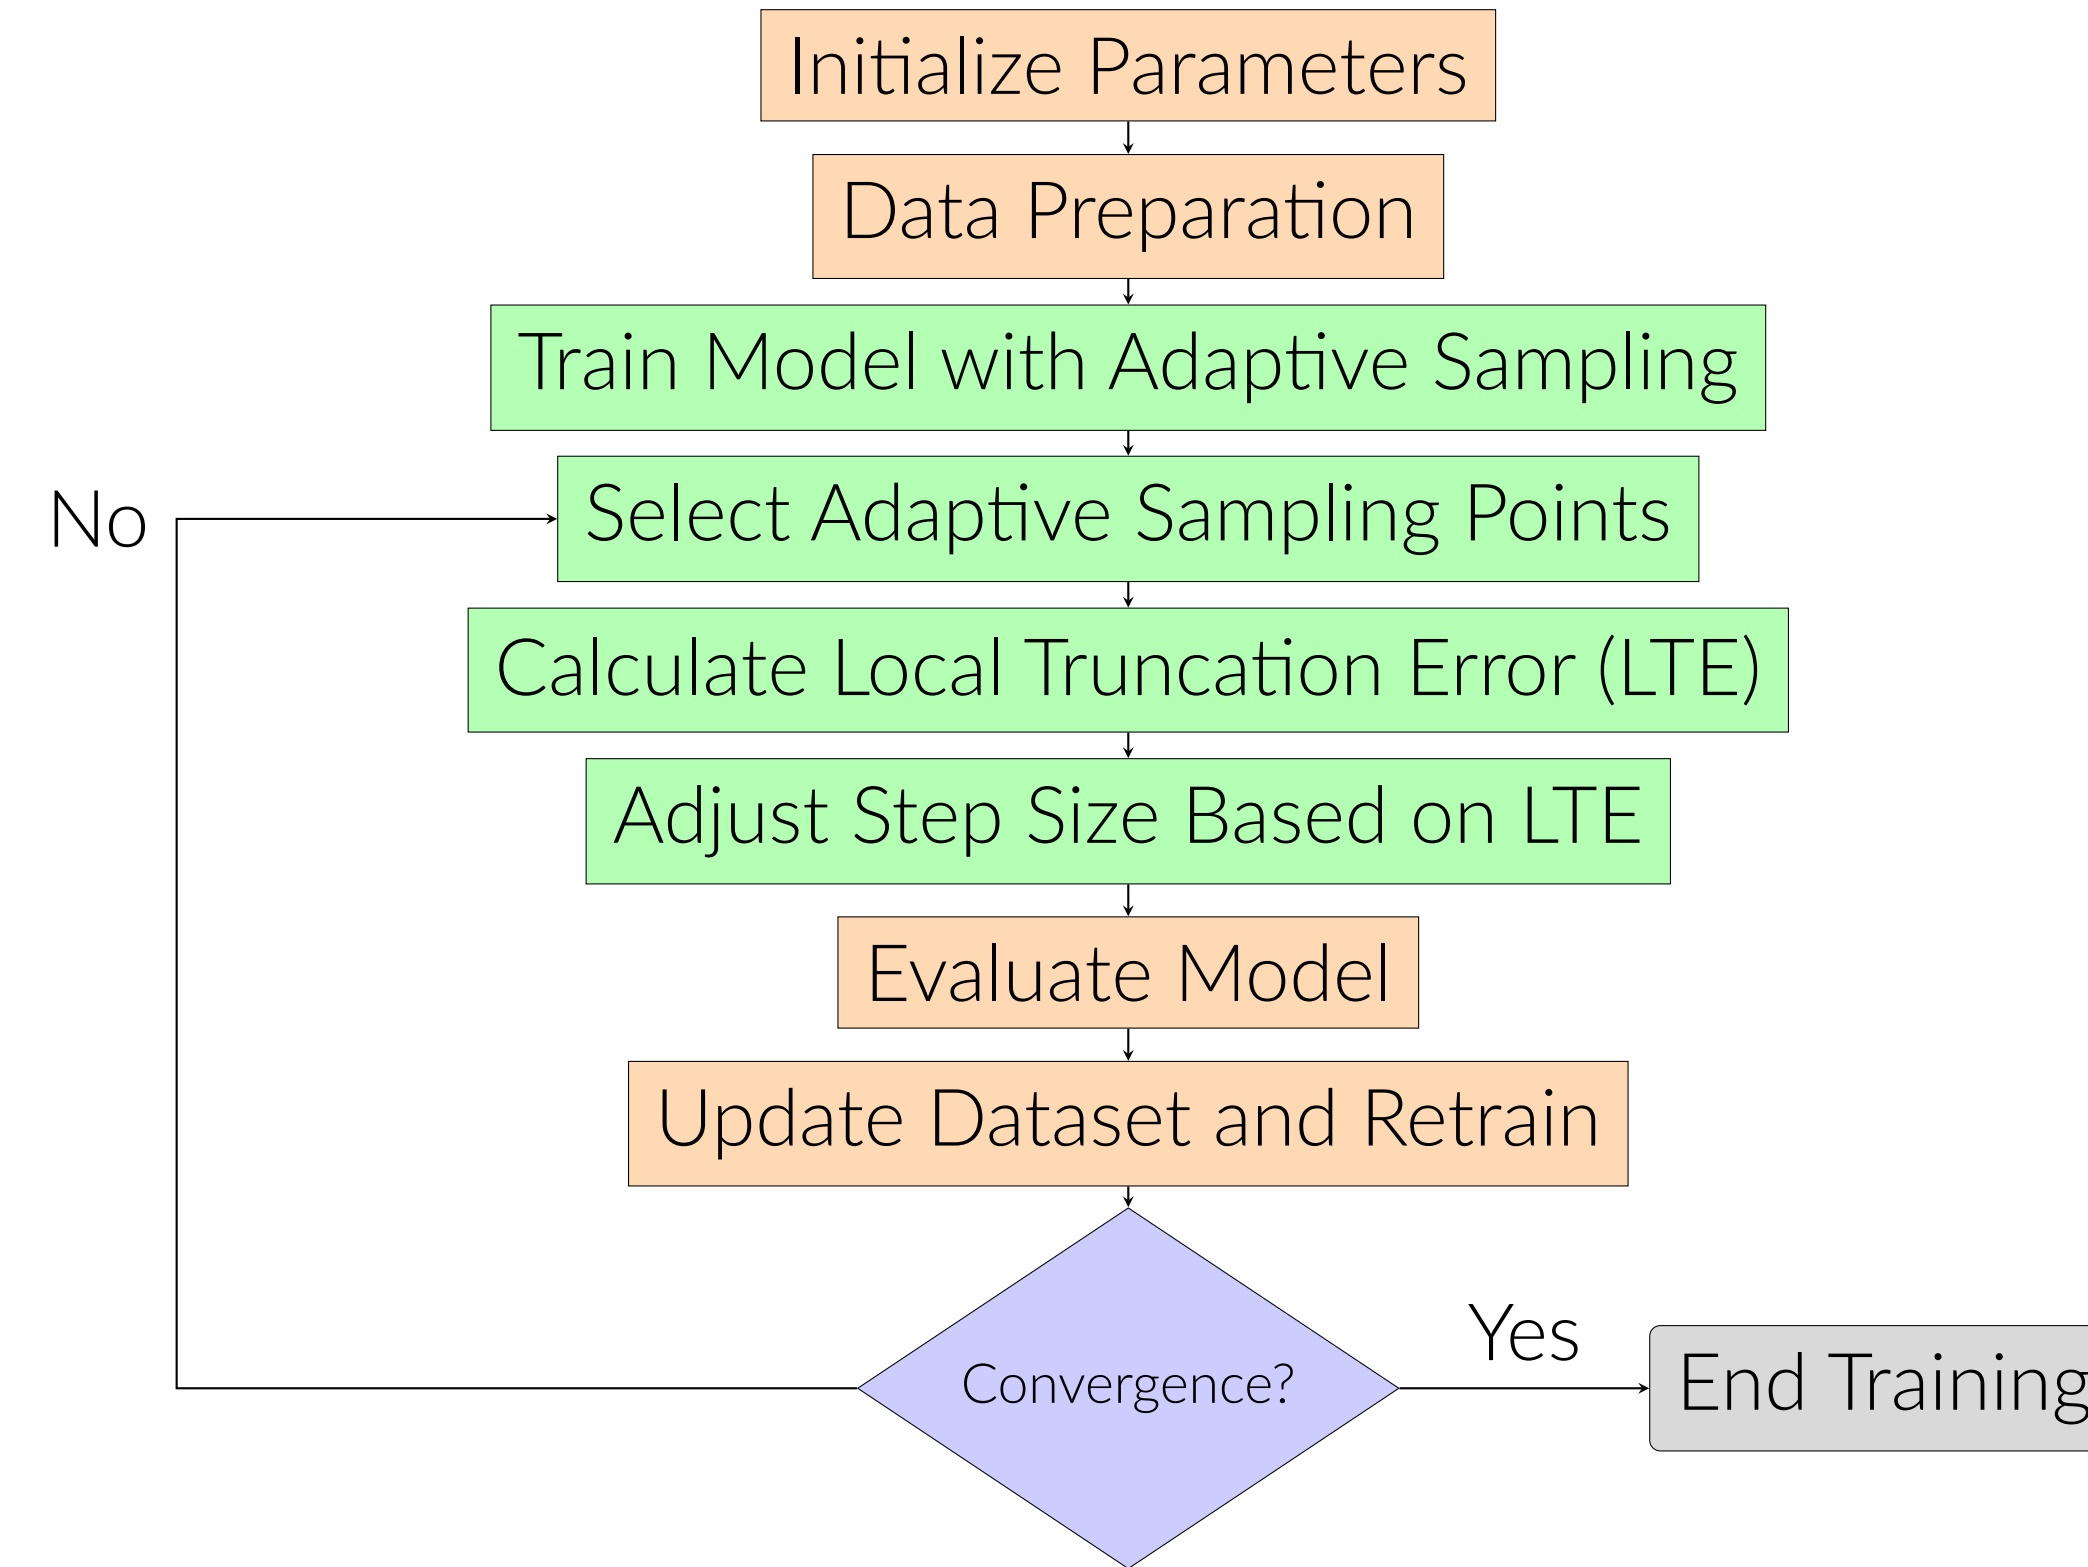 Initialize Parameters
Data Preparation
Train Model with Adaptive Sampling
No
Select Adaptive Sampling Points
Calculate Local Truncation Error (LTE)
Adjust Step Size Based on LTE
Evaluate Model
Update Dataset and Retrain
Convergence?
Yes
End Training